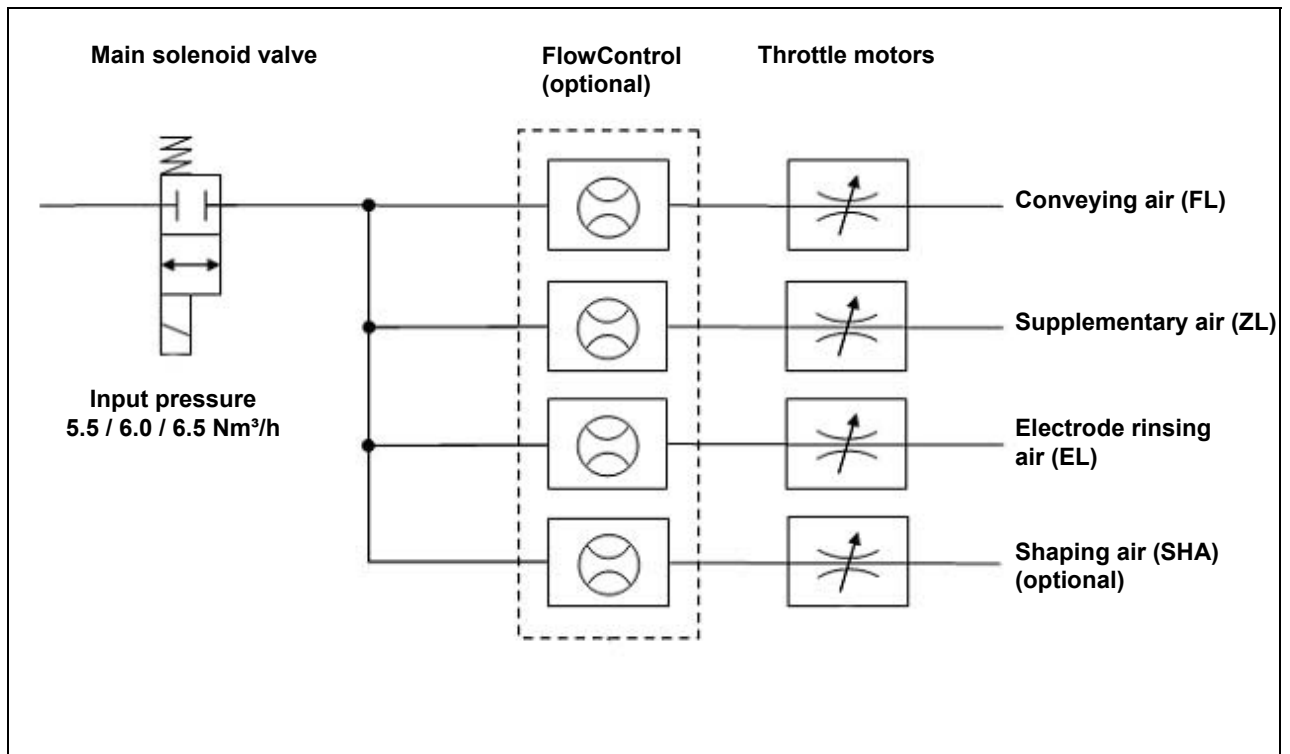 Main solenoid valve
FlowControl
(optional)
Throttle motors
Conveying air (FL)
Supplementary air (ZL)
Input pressure
5.5 / 6.0 / 6.5 Nm³/h
Electrode rinsing
air (EL)
Shaping air (SHA)
(optional)